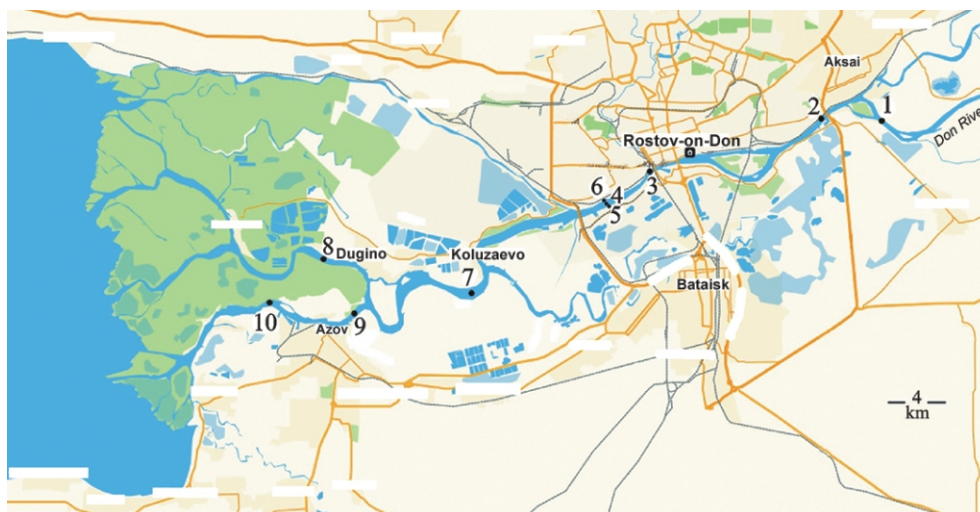 Aksai
2
1
Don Rive
Rostov-on-Don
3
6
4
5
8
Dugino
Koluzaevo
7
Bataisk
10
Azov
9
4
km